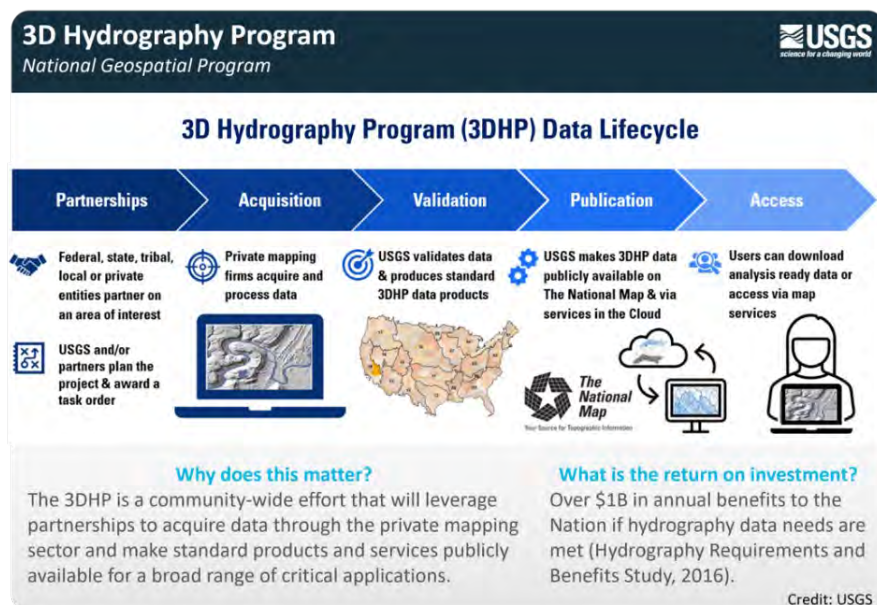 3D Hydrography Program
National Geospatial Program
USGS
science for a changing world
3D Hydrography Program (3DHP) Data Lifecycle
Partnerships
Acquisition
Validation
Publication
Access
Federal, state, tribal,
local or private
entities partner on
an area of interest
USGS and/or
partners plan the
project & award a
task order
Private mapping
firms acquire and
process data
USGS validates data
& produces standard
3DHP data products
USGS makes 3DHP data
publicly available on
The National Map & via
services in the Cloud
The
National
Map
Your Source for Topographic Information
Users can download
analysis ready data or
access via map
services
Why does this matter?
The 3DHP is a community-wide effort that will leverage
partnerships to acquire data through the private mapping
sector and make standard products and services publicly
available for a broad range of critical applications.
What is the return on investment?
Over $1B in annual benefits to the
Nation if hydrography data needs are
met (Hydrography Requirements and
Benefits Study, 2016).
Credit: USGS